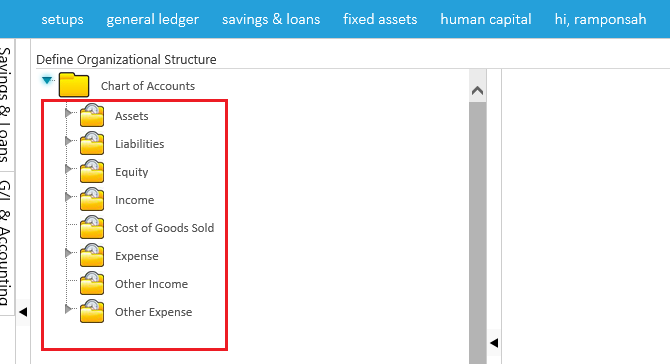 setups general ledger savings & loans fixed assets human capital hi, ramponsah
Define Organizational Structure
Savings & Loans
G/L & Accounting
Chart of Accounts
Assets
Liabilities
Equity
Income
Cost of Goods Sold
Expense
Other Income
Other Expense